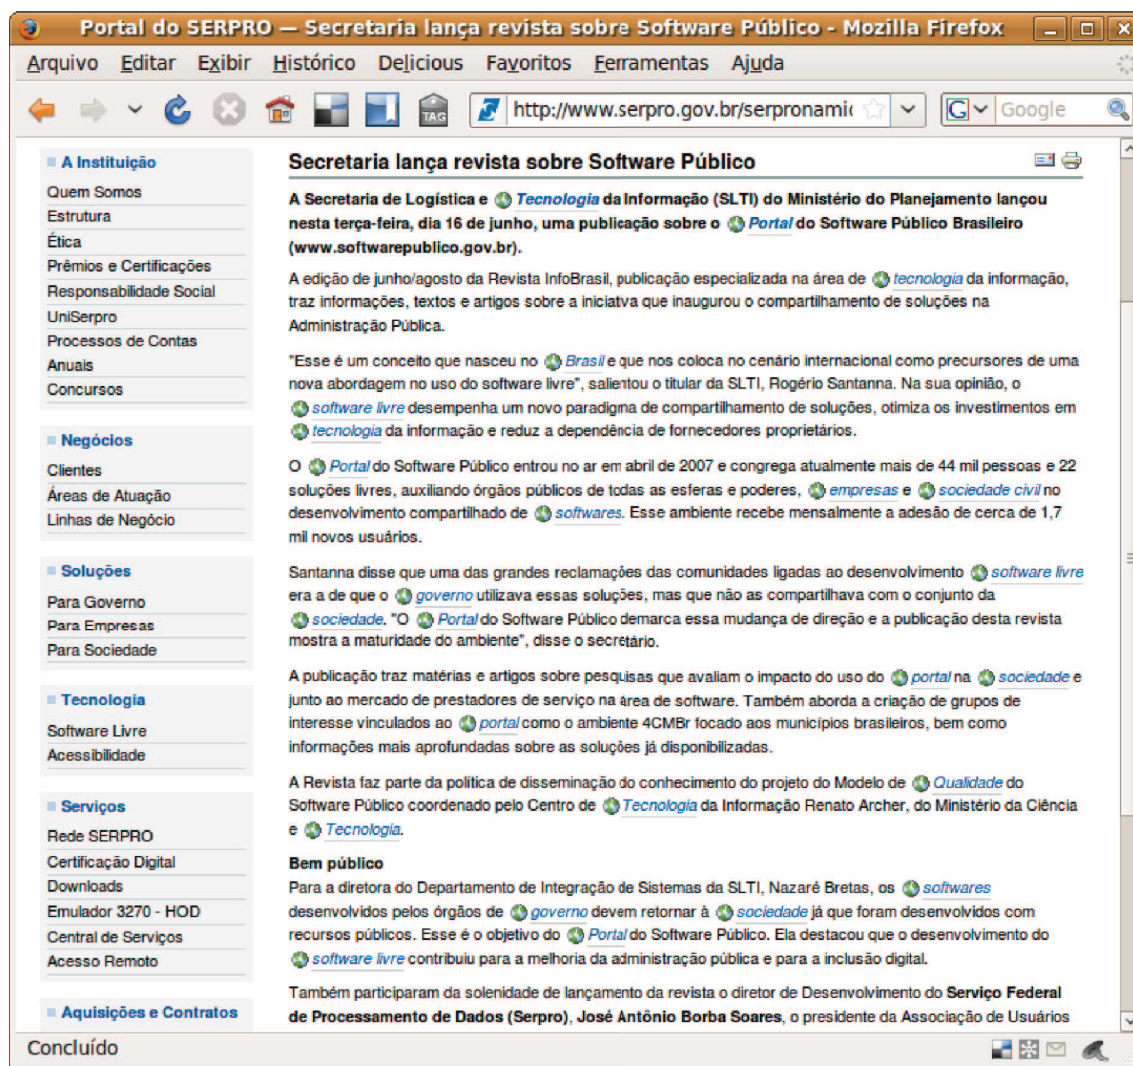 Portal do SERPRO — Secretaria lança revista sobre Software Público - Mozilla Firefox
Arquivo Editar Exibir Histórico Delicious Favoritos Ferramentas Ajuda
TAG
http://www.serpro.gov.br/serpronamic
G
Google
A Instituição
Quem Somos
Estrutura
Ética
Prêmios e Certificações
Responsabilidade Social
UniSerpro
Processos de Contas
Anuais
Concursos
Negócios
Clientes
Áreas de Atuação
Linhas de Negócio
Soluções
Para Governo
Para Empresas
Para Sociedade
Tecnologia
Software Livre
Acessibilidade
Serviços
Rede SERPRO
Certificação Digital
Downloads
Emulador 3270 - HOD
Central de Serviços
Acesso Remoto
Aquisições e Contratos
Secretaria lança revista sobre Software Público
A Secretaria de Logística e Tecnologia da Informação (SLTI) do Ministério do Planejamento lançou
nesta terça-feira, dia 16 de junho, uma publicação sobre o Portal do Software Público Brasileiro
(www.softwarepublico.gov.br).
A edição de junho/agosto da Revista InfoBrasil, publicação especializada na área de tecnologia da informação,
traz informações, textos e artigos sobre a iniciatva que inaugurou o compartilhamento de soluções na
Administração Pública.
"Esse é um conceito que nasceu no Brasil e que nos coloca no cenário internacional como precursores de uma
nova abordagem no uso do software livre", salientou o titular da SLTI, Rogério Santanna. Na sua opinião, o
software livre desempenha um novo paradigma de compartilhamento de soluções, otimiza os investimentos em
tecnologia da informação e reduz a dependência de fornecedores proprietários.
O Portal do Software Público entrou no ar em abril de 2007 e congrega atualmente mais de 44 mil pessoas e 22
soluções livres, auxiliando órgãos públicos de todas as esferas e poderes, empresas e sociedade civil no
desenvolvimento compartilhado de softwares. Esse ambiente recebe mensalmente a adesão de cerca de 1,7
mil novos usuários.
Santanna disse que uma das grandes reclamações das comunidades ligadas ao desenvolvimento software livre
era a de que o governo utilizava essas soluções, mas que não as compartilhava com o conjunto da
sociedade. "O Portal do Software Público demarca essa mudança de direção e a publicação desta revista
mostra a maturidade do ambiente", disse o secretário.
A publicação traz matérias e artigos sobre pesquisas que avaliam o impacto do uso do portal na sociedade e
junto ao mercado de prestadores de serviço na área de software. Também aborda a criação de grupos de
interesse vinculados ao portal como o ambiente 4CMBr focado aos municípios brasileiros, bem como
informações mais aprofundadas sobre as soluções já disponibilizadas.
A Revista faz parte da política de disseminação do conhecimento do projeto do Modelo de Qualidade do
Software Público coordenado pelo Centro de Tecnologia da Informação Renato Archer, do Ministério da Ciência
e Tecnologia.
Bem público
Para a diretora do Departamento de Integração de Sistemas da SLTI, Nazaré Bretas, os softwares
desenvolvidos pelos órgãos de governo devem retornar à sociedade já que foram desenvolvidos com
recursos públicos. Esse é o objetivo do Portal do Software Público. Ela destacou que o desenvolvimento do
software livre contribuiu para a melhoria da administração pública e para a inclusão digital.
Também participaram da solenidade de lançamento da revista o diretor de Desenvolvimento do Serviço Federal
de Processamento de Dados (Serpro), José Antônio Borba Soares, o presidente da Associação de Usuários
Concluído